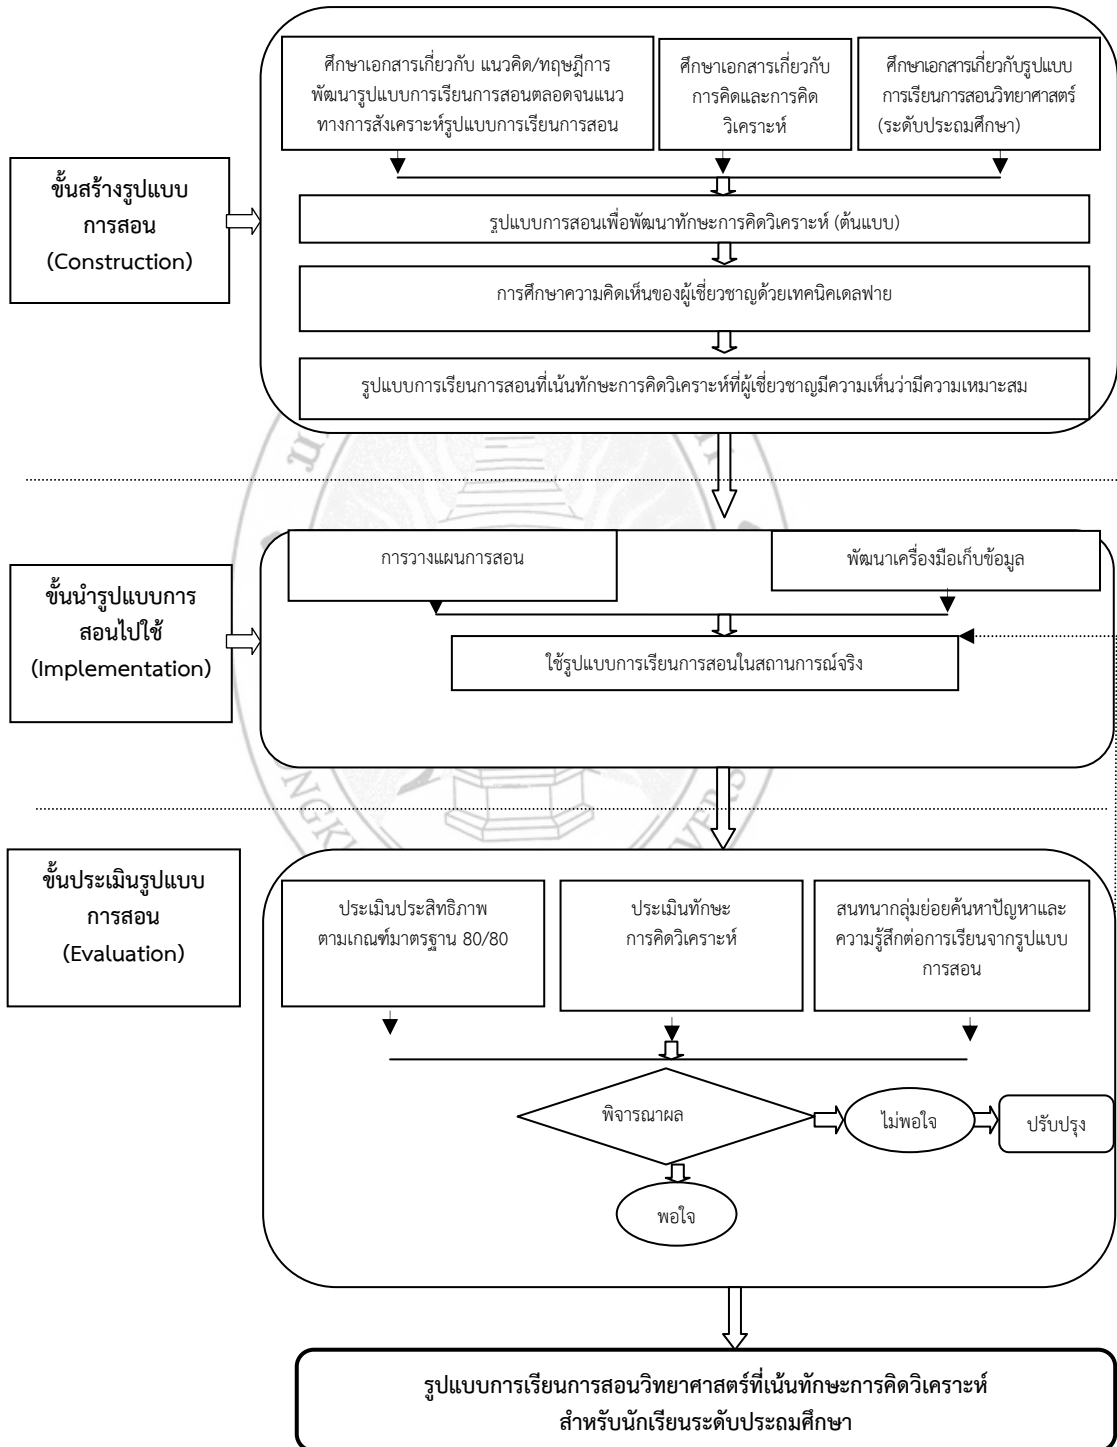 ศึกษาเอกสารเกี่ยวกับ แนวคิด/ทฤษฎีการ
พัฒนารูปแบบการเรียนการสอนตลอดจนแนว
ทางการสังเคราะห์รูปแบบการเรียนการสอน
ศึกษาเอกสารเกี่ยวกับ
การคิดและการคิด
วิเคราะห์
ศึกษาเอกสารเกี่ยวกับรูปแบบ
การเรียนการสอนวิทยาศาสตร์
(ระดับประถมศึกษา)
ขั้นสร้างรูปแบบ
การสอน
(Construction)
รูปแบบการสอนเพื่อพัฒนาทักษะการคิดวิเคราะห์ (ต้นแบบ)
การศึกษาความคิดเห็นของผู้เชี่ยวชาญด้วยเทคนิคเดลฟาย
รูปแบบการเรียนการสอนที่เน้นทักษะการคิดวิเคราะห์ที่ผู้เชี่ยวชาญมีความเห็นว่ามีความเหมาะสม
การวางแผนการสอน
พัฒนาเครื่องมือเก็บข้อมูล
ขั้นนำรูปแบบการ
สอนไปใช้
(Implementation)
ใช้รูปแบบการเรียนการสอนในสถานการณ์จริง
ขั้นประเมินรูปแบบ
การสอน
(Evaluation)
ประเมินประสิทธิภาพ
ตามเกณฑ์มาตรฐาน 80/80
ประเมินทักษะ
การคิดวิเคราะห์
สนทนากลุ่มย่อยค้นหาปัญหาและ
ความรู้สึกต่อการเรียนจากรูปแบบ
การสอน
พิจารณาผล
ไม่พอใจ
ปรับปรุง
พอใจ
รูปแบบการเรียนการสอนวิทยาศาสตร์ที่เน้นทักษะการคิดวิเคราะห์
สำหรับนักเรียนระดับประถมศึกษา